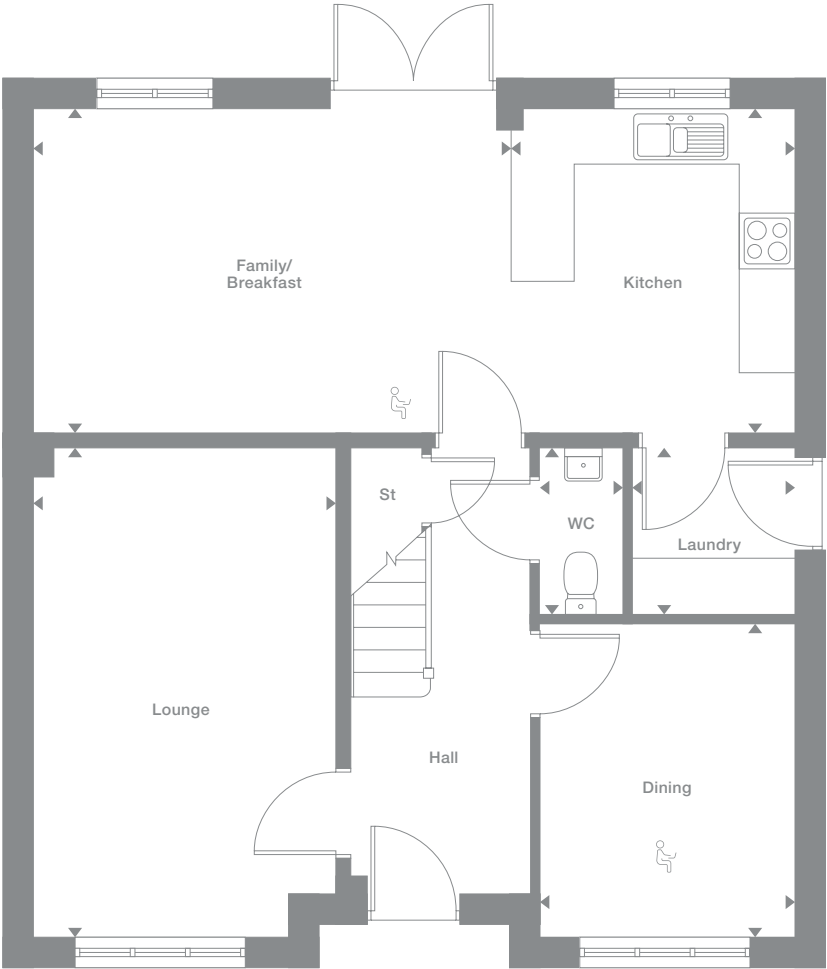 Family/
Breakfast
Kitchen
St
WC
Laundry
Lounge
Hall
Dining